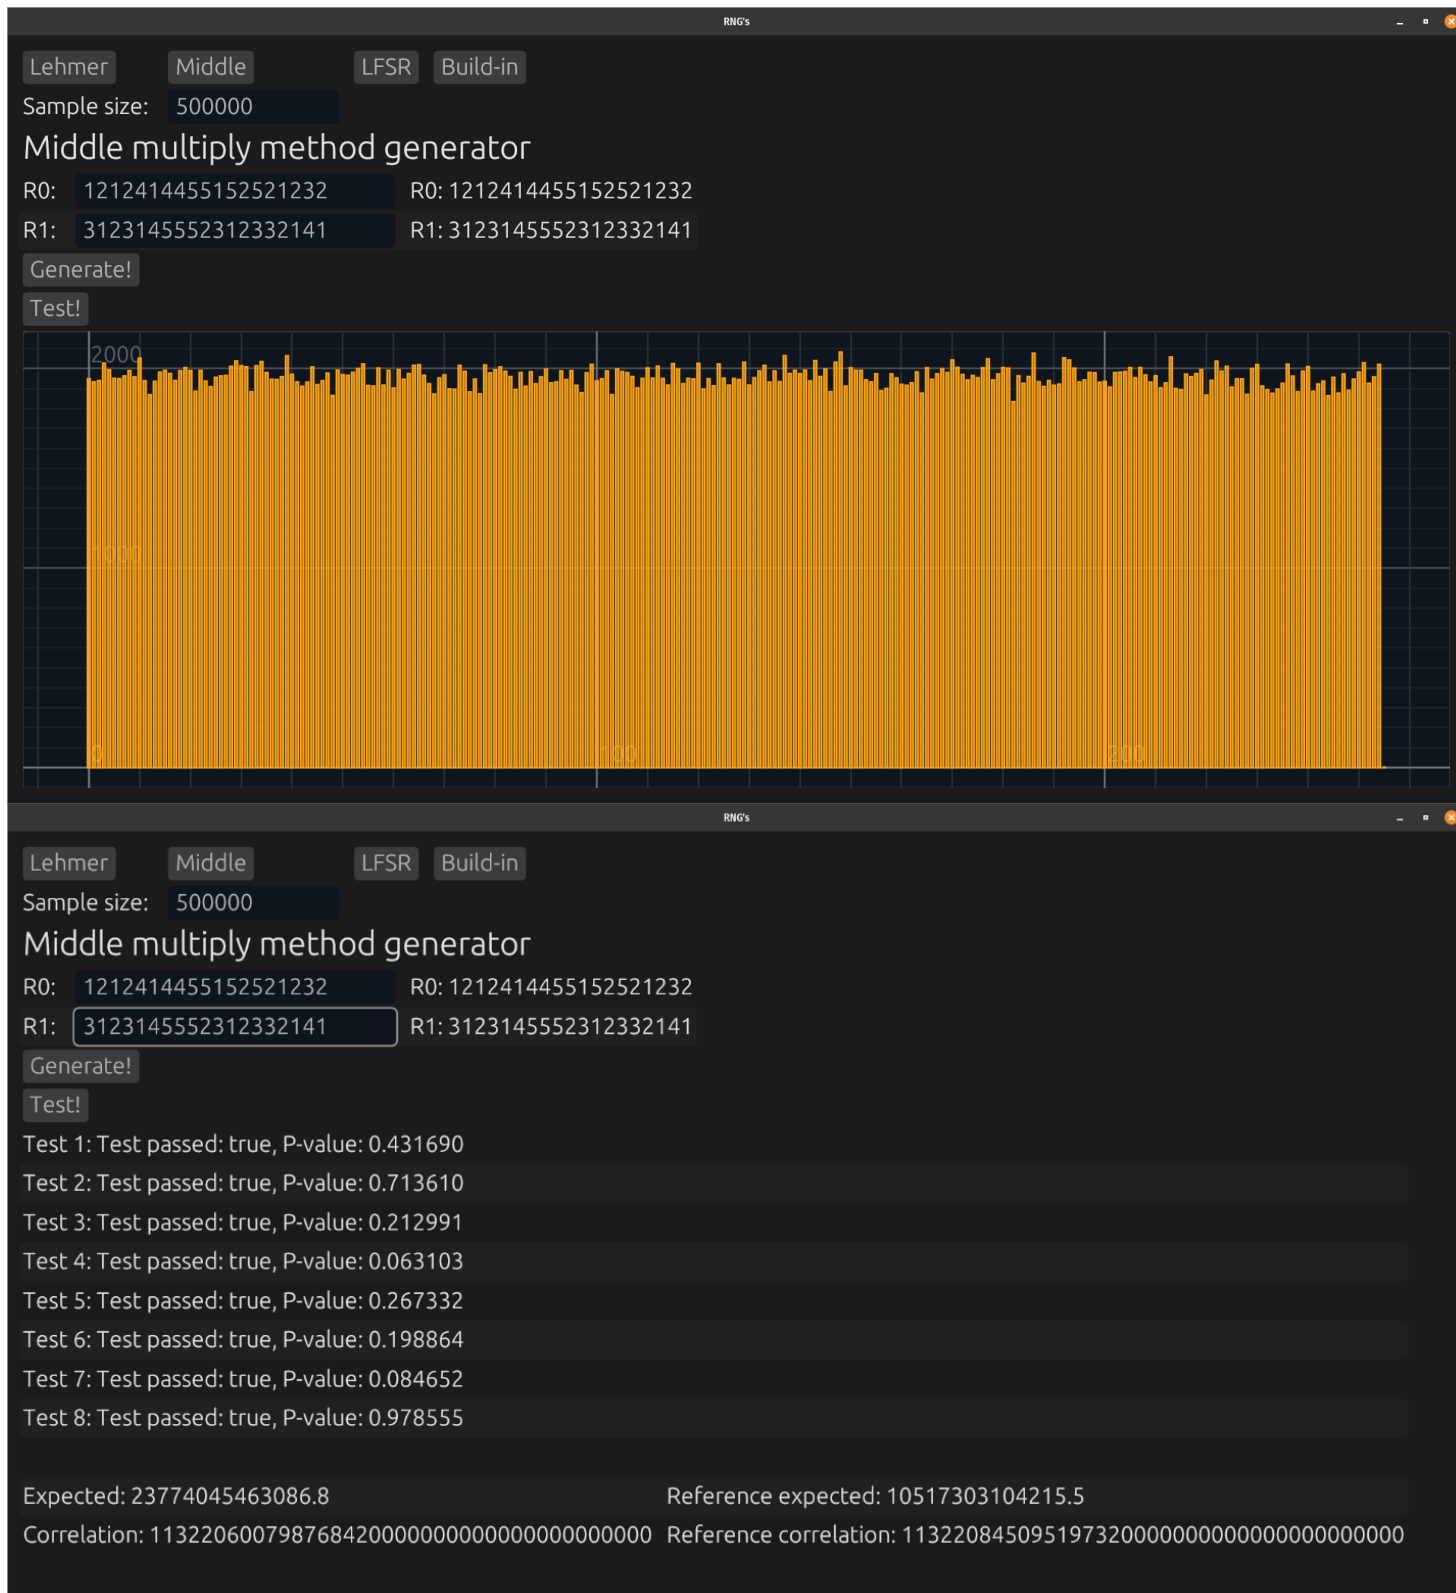 RNG's
Lehmer Middle LFSR Build-in
Sample size: 500000
Middle multiply method generator
R0: 1212414455152521232 R0: 1212414455152521232
R1: 3123145552312332141 R1: 3123145552312332141
Generate!
Test!
2000
1000
0 100 200
RNG's
Lehmer Middle LFSR Build-in
Sample size: 500000
Middle multiply method generator
R0: 1212414455152521232 R0: 1212414455152521232
R1: 3123145552312332141 R1: 3123145552312332141
Generate!
Test!
Test 1: Test passed: true, P-value: 0.431690
Test 2: Test passed: true, P-value: 0.713610
Test 3: Test passed: true, P-value: 0.212991
Test 4: Test passed: true, P-value: 0.063103
Test 5: Test passed: true, P-value: 0.267332
Test 6: Test passed: true, P-value: 0.198864
Test 7: Test passed: true, P-value: 0.084652
Test 8: Test passed: true, P-value: 0.978555
Expected: 23774045463086.8 Reference expected: 10517303104215.5
Correlation: 113220600798768420000000000000000000000 Reference correlation: 113220845095197320000000000000000000000